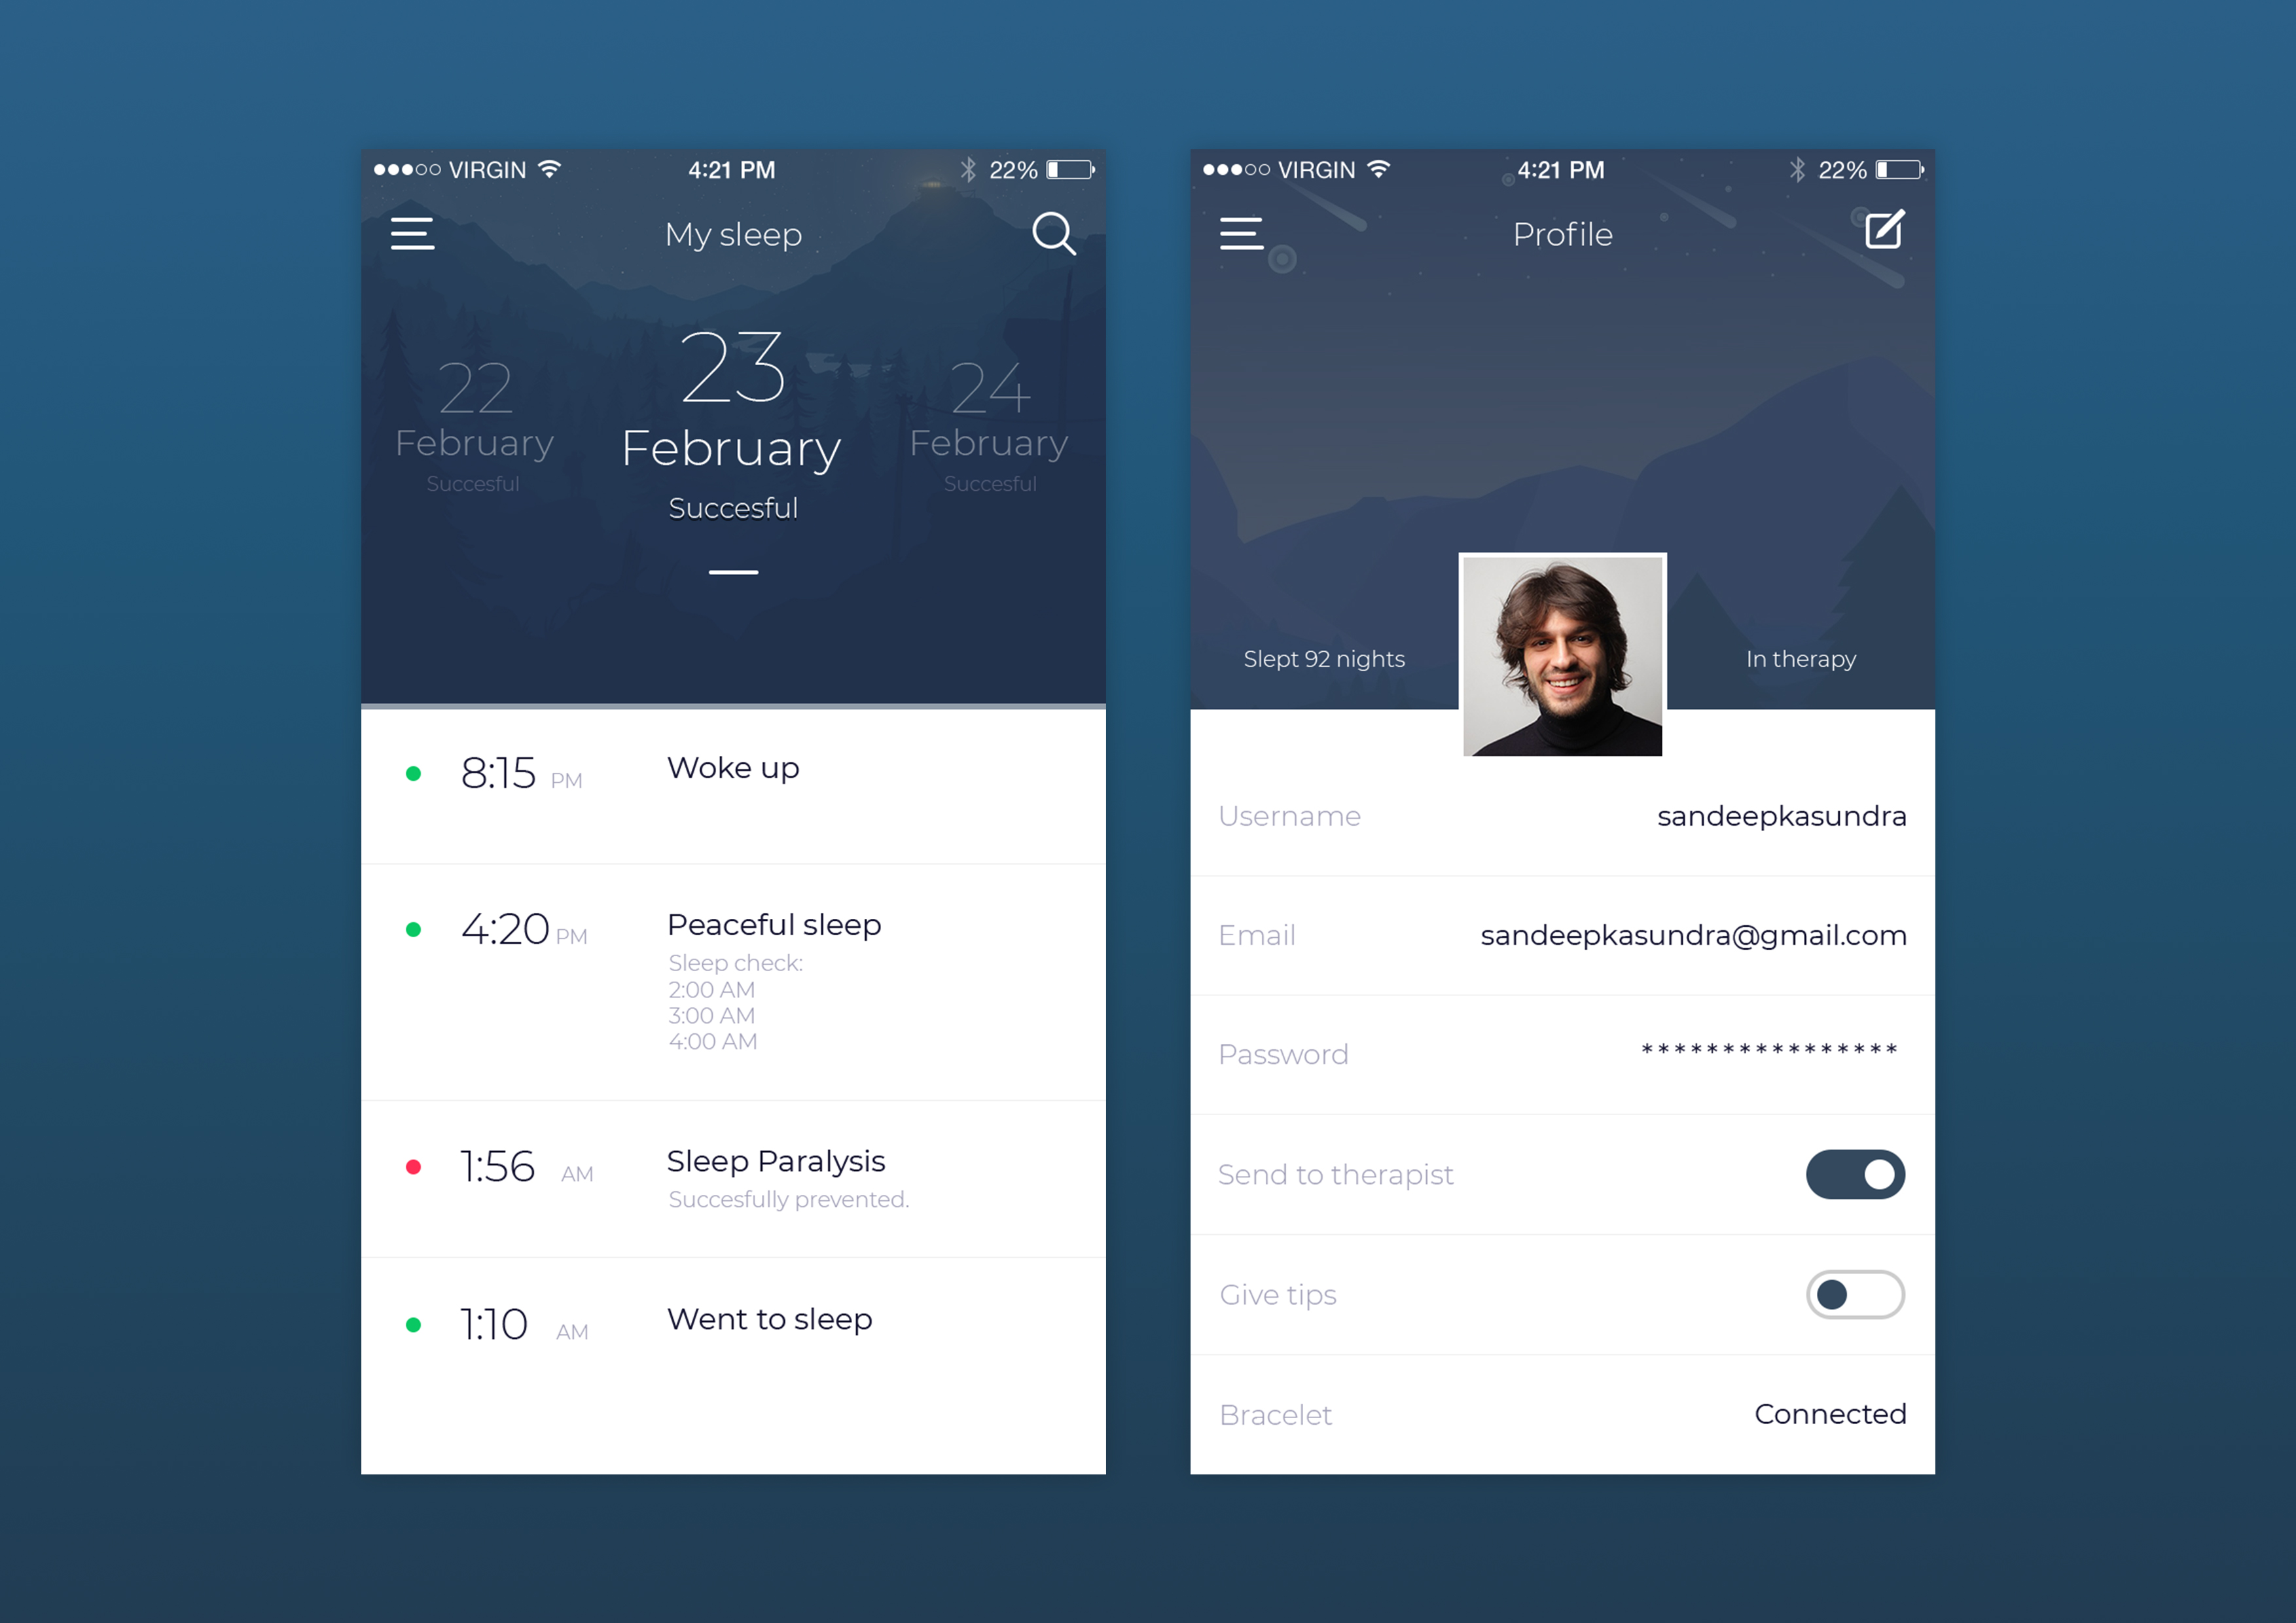 VIRGIN 4:21 PM 22%
My sleep
22 February Succesful
23 February Succesful
24 February Succesful
8:15 PM Woke up
4:20 PM Peaceful sleep
Sleep check:
2:00 AM
3:00 AM
4:00 AM
1:56 AM Sleep Paralysis
Succesfully prevented.
1:10 AM Went to sleep
VIRGIN 4:21 PM 22%
Profile
Slept 92 nights
In therapy
Username sandeepkasundra
Email sandeepkasundra@gmail.com
Password ****************
Send to therapist
Give tips
Bracelet Connected